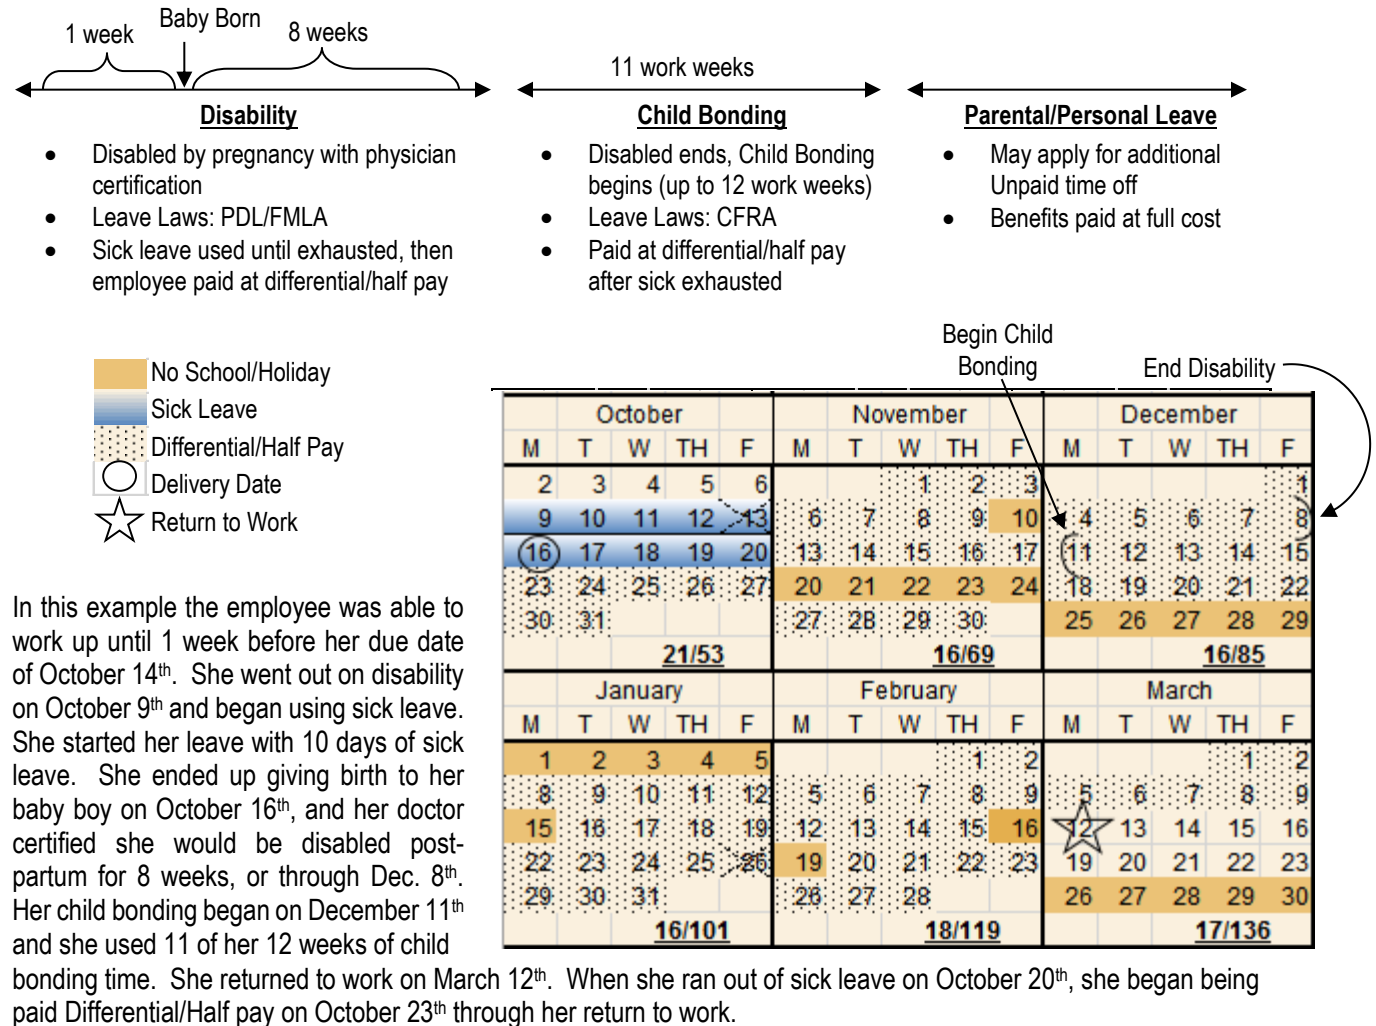 1 week
Baby Born
8 weeks
Disability
• Disabled by pregnancy with physician
certification
• Leave Laws: PDL/FMLA
• Sick leave used until exhausted, then
employee paid at differential/half pay
11 work weeks
Child Bonding
• Disabled ends, Child Bonding
begins (up to 12 work weeks)
• Leave Laws: CFRA
• Paid at differential/half pay
after sick exhausted
Parental/Personal Leave
• May apply for additional
Unpaid time off
• Benefits paid at full cost
No School/Holiday
Sick Leave
Differential/Half Pay
Delivery Date
Return to Work
Begin Child
Bonding
End Disability
October
M T W TH F
2 3 4 5 6
9 10 11 12 13
16 17 18 19 20
23 24 25 26 27
30 31
21/53
November
M T W TH F
1 2 3
6 7 8 9 10
13 14 15 16 17
20 21 22 23 24
27 28 29 30
16/69
December
M T W TH F
1
4 5 6 7 8
11 12 13 14 15
18 19 20 21 22
25 26 27 28 29
16/85
January
M T W TH F
1 2 3 4 5
8 9 10 11 12
15 16 17 18 19
22 23 24 25 26
29 30 31
16/101
February
M T W TH F
1 2
5 6 7 8 9
12 13 14 15 16
19 20 21 22 23
26 27 28
18/119
March
M T W TH F
1 2
5 6 7 8 9
12 13 14 15 16
19 20 21 22 23
26 27 28 29 30
17/136
In this example the employee was able to
work up until 1 week before her due date
of October 14th. She went out on disability
on October 9th and began using sick leave.
She started her leave with 10 days of sick
leave. She ended up giving birth to her
baby boy on October 16th, and her doctor
certified she would be disabled post-
partum for 8 weeks, or through Dec. 8th.
Her child bonding began on December 11th
and she used 11 of her 12 weeks of child
bonding time. She returned to work on March 12th. When she ran out of sick leave on October 20th, she began being
paid Differential/Half pay on October 23th through her return to work.